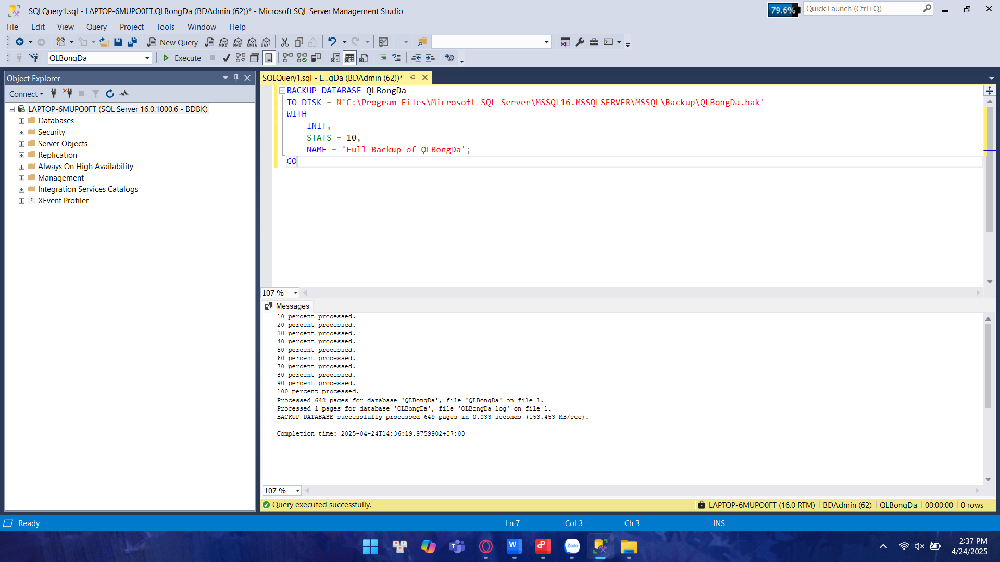 SQLQuery1.sql - LAPTOP-6MUPO0FT.QLBongDa (BDAdmin (62))* - Microsoft SQL Server Management Studio
79.6%
Quick Launch (Ctrl+Q)
File Edit View Query Project Tools Window Help
New Query
MDX DMX XMLA DAX
QLBongDa
Execute
Object Explorer
Connect
LAPTOP-6MUPO0FT (SQL Server 16.0.1000.6 - BDBK)
Databases
Security
Server Objects
Replication
Always On High Availability
Management
Integration Services Catalogs
XEvent Profiler
SQLQuery1.sql - L...gDa (BDAdmin (62))*
BACKUP DATABASE QLBongDa
TO DISK = N'C:\Program Files\Microsoft SQL Server\MSSQL16.MSSQLSERVER\MSSQL\Backup\QLBongDa.bak'
WITH
INIT,
STATS = 10,
NAME = 'Full Backup of QLBongDa';
GO
107 %
Messages
10 percent processed.
20 percent processed.
30 percent processed.
40 percent processed.
50 percent processed.
60 percent processed.
70 percent processed.
80 percent processed.
90 percent processed.
100 percent processed.
Processed 648 pages for database 'QLBongDa', file 'QLBongDa' on file 1.
Processed 1 pages for database 'QLBongDa', file 'QLBongDa_log' on file 1.
BACKUP DATABASE successfully processed 649 pages in 0.033 seconds (153.453 MB/sec).
Completion time: 2025-04-24T14:36:19.9759902+07:00
107 %
Query executed successfully.
LAPTOP-6MUPO0FT (16.0 RTM) BDAdmin (62) QLBongDa 00:00:00 0 rows
Ready Ln 7 Col 3 Ch 3 INS
Zalo
2:37 PM
4/24/2025